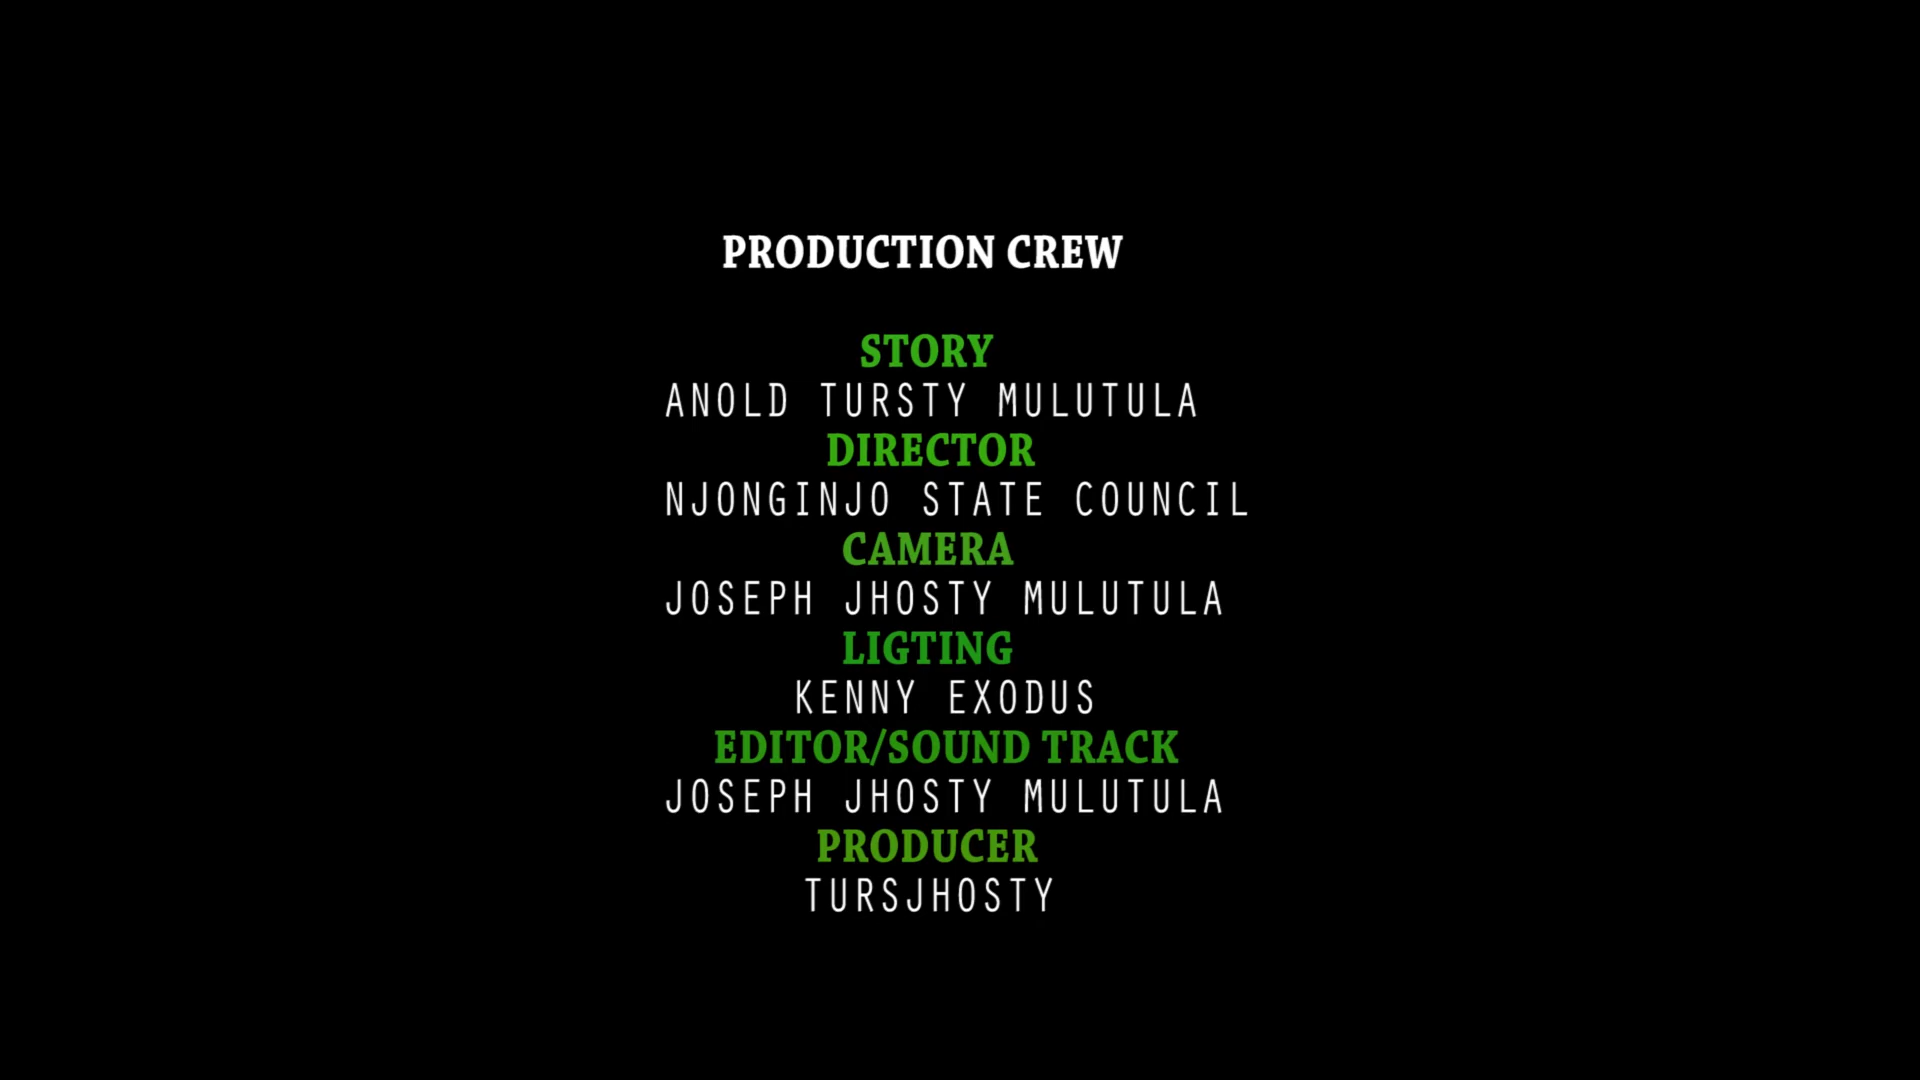 PRODUCTION CREW
STORY
ANOLD TURSTY MULUTULA
DIRECTOR
NJONGINJO STATE COUNCIL
CAMERA
JOSEPH JHOSTY MULUTULA
LIGTING
KENNY EXODUS
EDITOR/SOUND TRACK
JOSEPH JHOSTY MULUTULA
PRODUCER
TURSJHOSTY